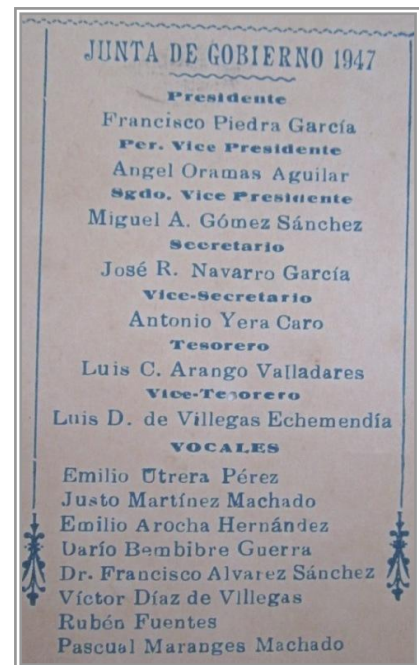 JUNTA DE GOBIERNO 1947
Presidente
Francisco Piedra García
Per. Vice Presidente
Angel Oramas Aguilar
Sgdo. Vice Presidente
Miguel A. Gómez Sánchez
Secretario
José R. Navarro García
Vice-Secretario
Antonio Yera Caro
Tesorero
Luis C. Arango Valladares
Vice-Tesorero
Luis D. de Villegas Echemendía
VOCALES
Emilio Utrera Pérez
Justo Martínez Machado
Emilio Arocha Hernández
Darío Bembibre Guerra
Dr. Francisco Alvarez Sánchez
Víctor Díaz de Villegas
Rubén Fuentes
Pascual Maranges Machado